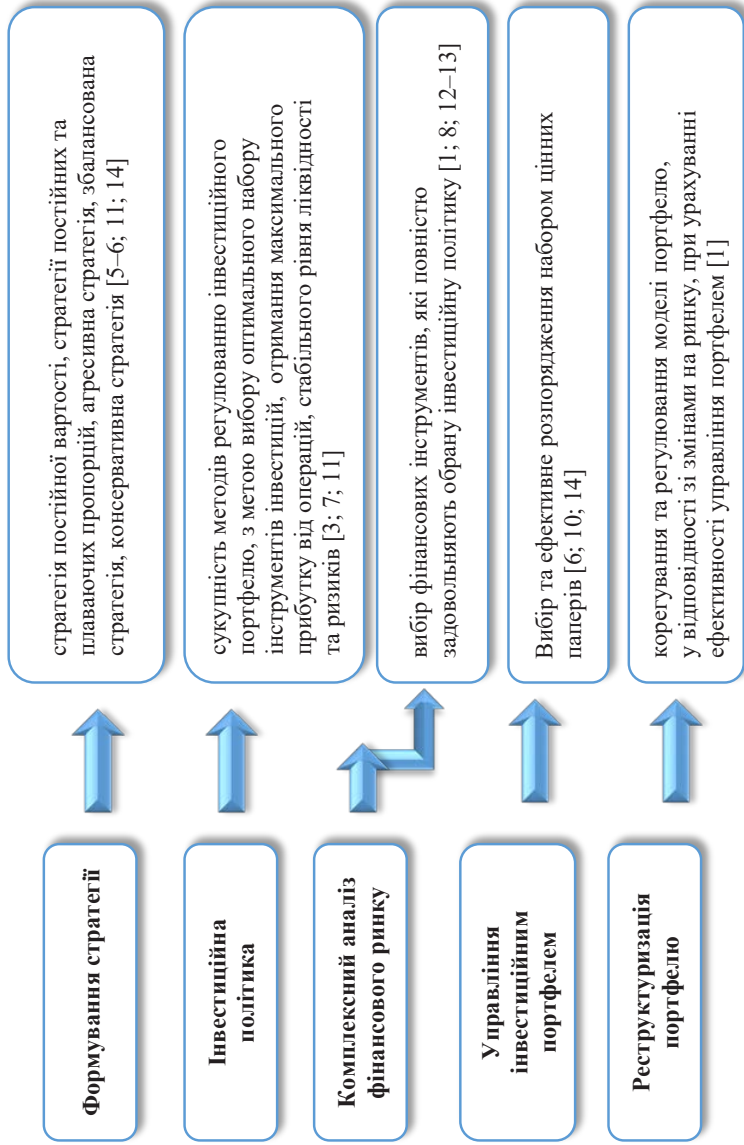 Формування стратегії
стратегія постійної вартості, стратегії постійних та
плаваючих пропорцій, агресивна стратегія, збалансована
стратегія, консервативна стратегія [5–6; 11; 14]
Інвестиційна
політика
сукупність методів регулюванню інвестиційного
портфелю, з метою вибору оптимального набору
інструментів інвестицій, отримання максимального
прибутку від операцій, стабільного рівня ліквідності
та ризиків [3; 7; 11]
Комплексний аналіз
фінансового ринку
вибір фінансових інструментів, які повністю
задовольняють обрану інвестиційну політику [1; 8; 12–13]
Управління
інвестиційним
портфелем
Вибір та ефективне розпорядження набором цінних
паперів [6; 10; 14]
Реструктуризація
портфелю
корегування та регулювання моделі портфелю,
у відповідності зі змінами на ринку, при урахуванні
ефективності управління портфелем [1]